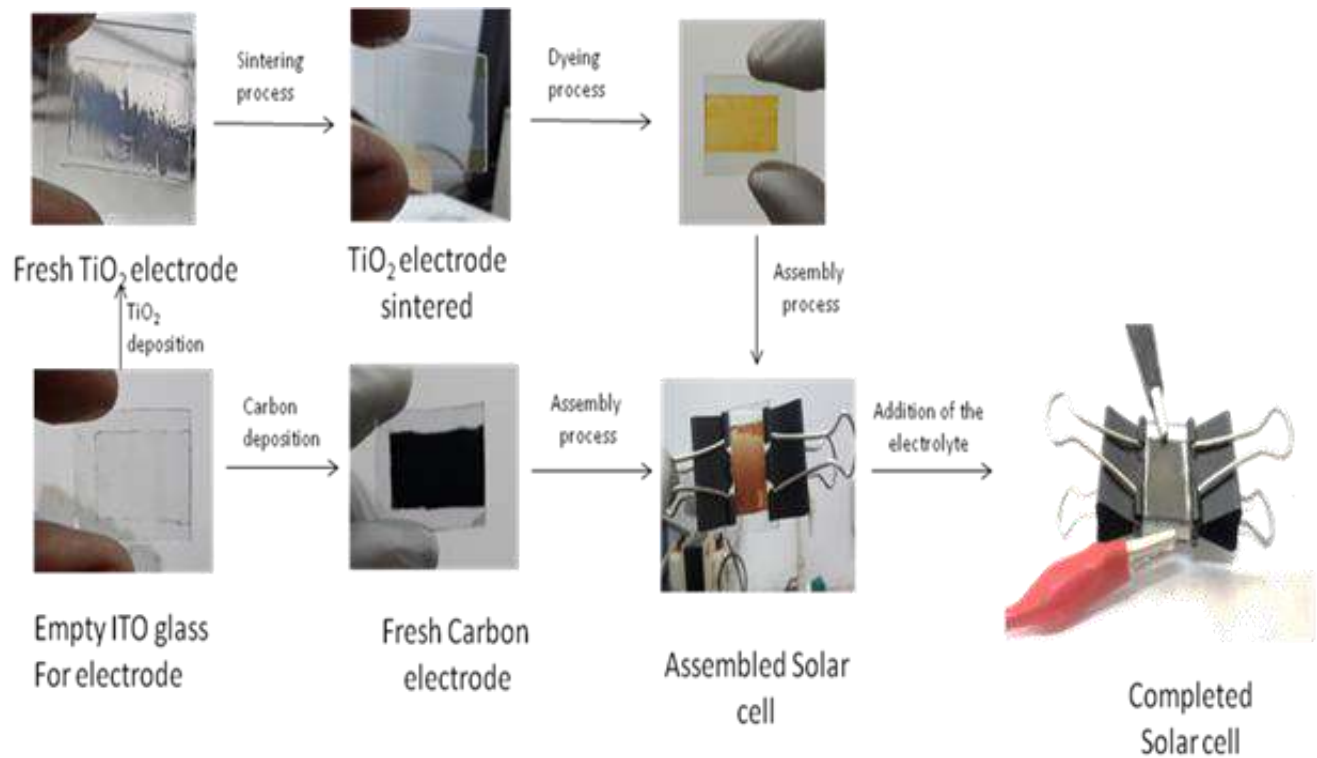 Sintering
process
Dyeing
process
Fresh TiO₂ electrode
TiO₂ electrode
sintered
Assembly
process
TiO₂
deposition
Carbon
deposition
Assembly
process
Addition of the
electrolyte
Empty ITO glass
For electrode
Fresh Carbon
electrode
Assembled Solar
cell
Completed
Solar cell